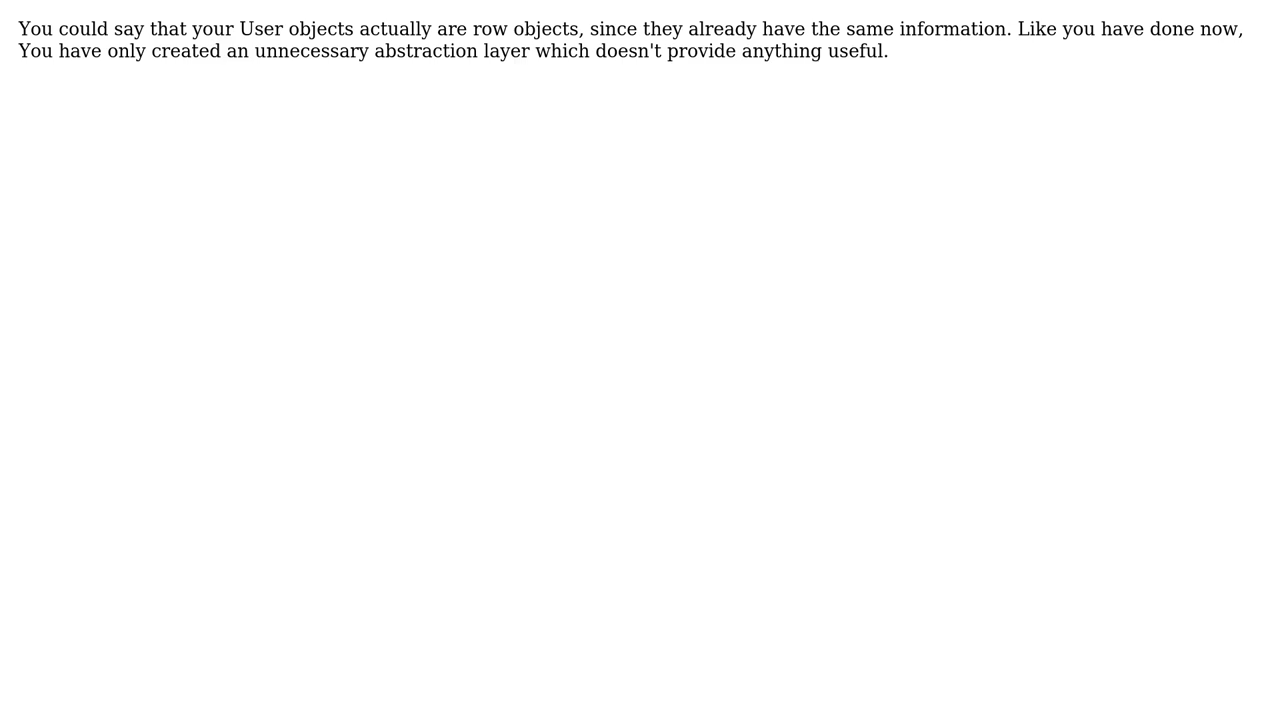 You could say that your User objects actually are row objects, since they already have the same information. Like you have done now,
You have only created an unnecessary abstraction layer which doesn't provide anything useful.